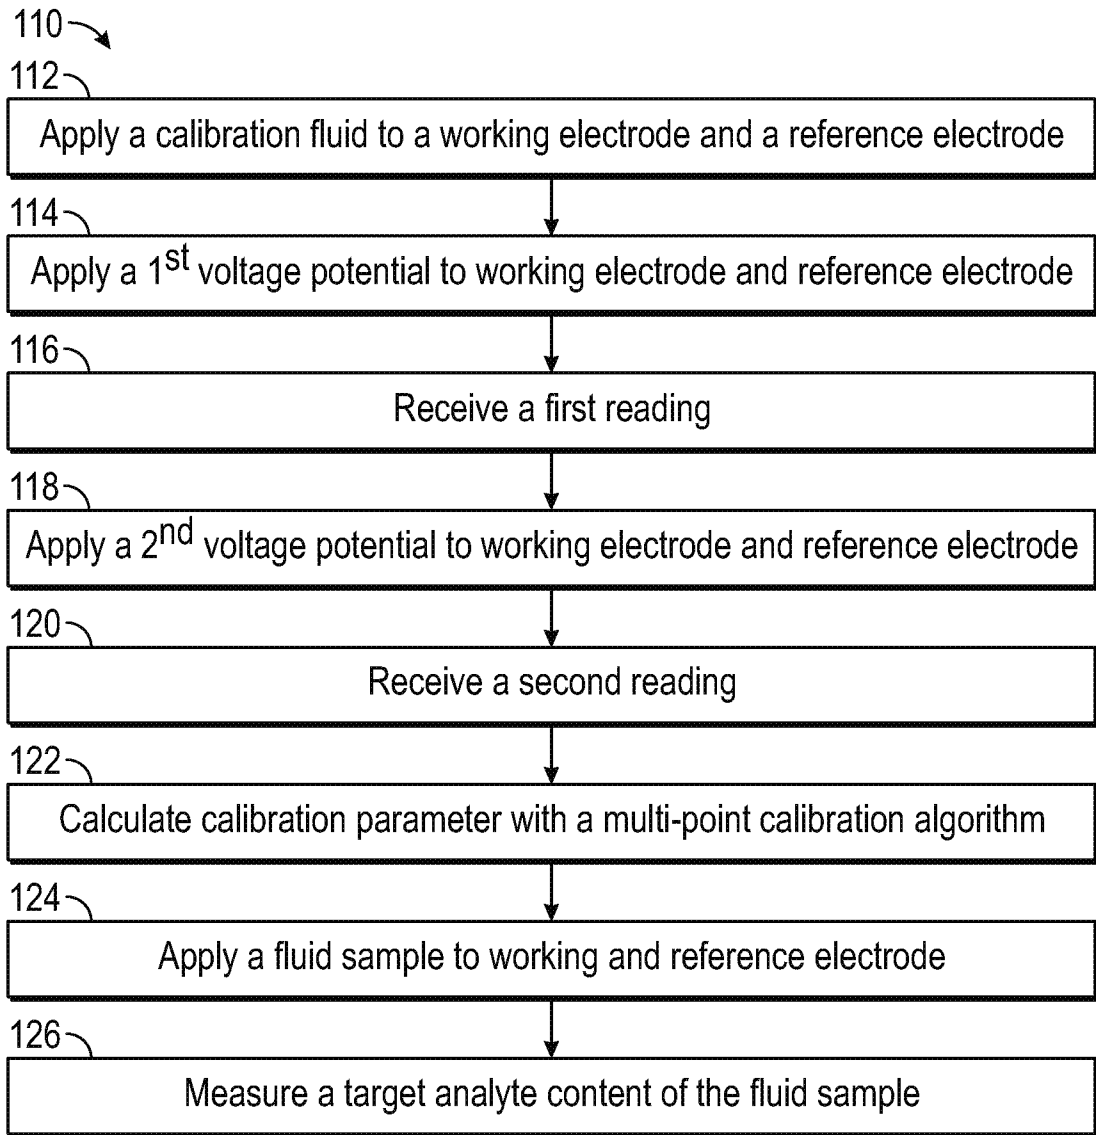 110
112
Apply a calibration fluid to a working electrode and a reference electrode
114
Apply a 1st voltage potential to working electrode and reference electrode
116
Receive a first reading
118
Apply a 2nd voltage potential to working electrode and reference electrode
120
Receive a second reading
122
Calculate calibration parameter with a multi-point calibration algorithm
124
Apply a fluid sample to working and reference electrode
126
Measure a target analyte content of the fluid sample